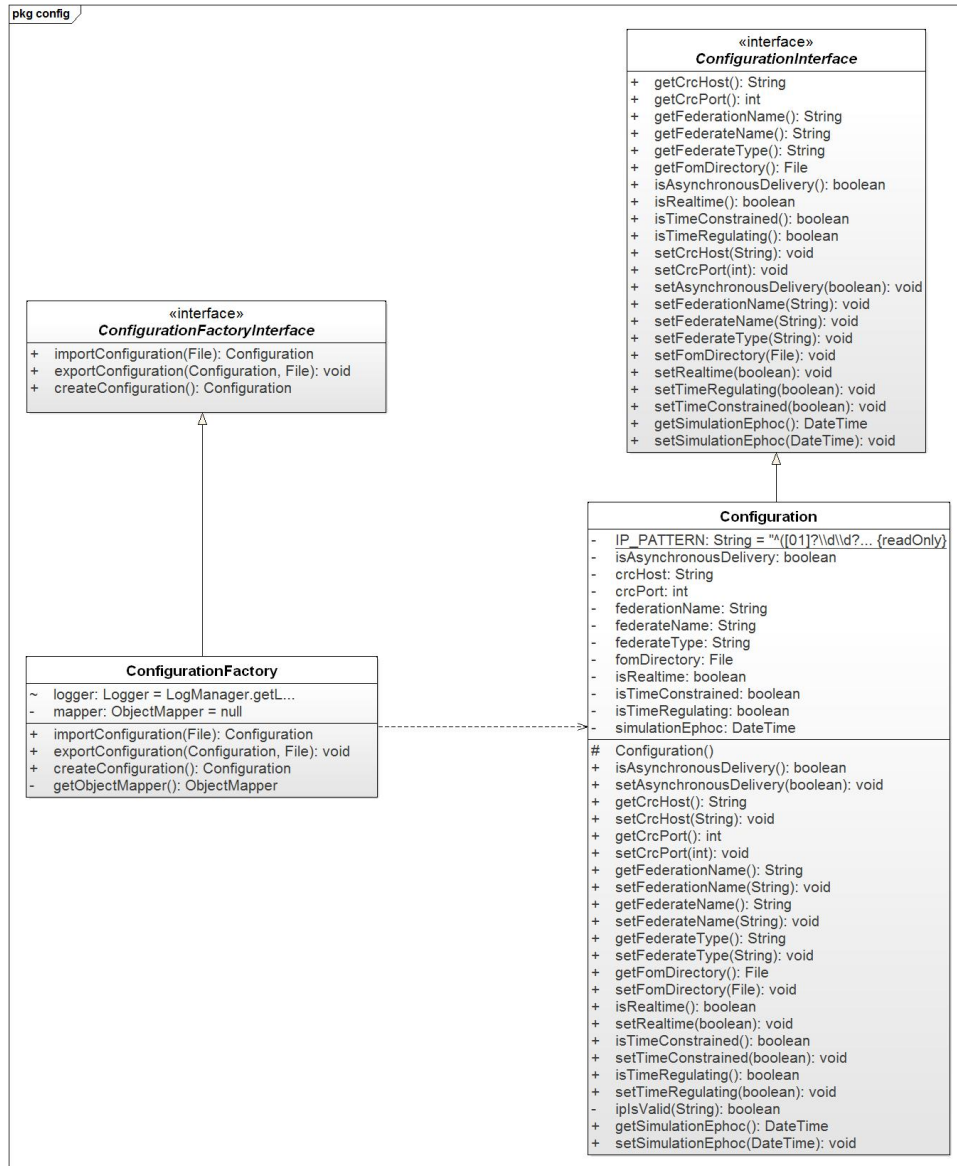 pkg config
«interface»
ConfigurationInterface
+ getCrcHost(): String
+ getCrcPort(): int
+ getFederationName(): String
+ getFederateName(): String
+ getFederateType(): String
+ getFomDirectory(): File
+ isAsynchronousDelivery(): boolean
+ isRealtime(): boolean
+ isTimeConstrained(): boolean
+ isTimeRegulating(): boolean
+ setCrcHost(String): void
+ setCrcPort(int): void
+ setAsynchronousDelivery(boolean): void
+ setFederationName(String): void
+ setFederateName(String): void
+ setFederateType(String): void
+ setFomDirectory(File): void
+ setRealtime(boolean): void
+ setTimeRegulating(boolean): void
+ setTimeConstrained(boolean): void
+ getSimulationEphoc(): DateTime
+ setSimulationEphoc(DateTime): void
«interface»
ConfigurationFactoryInterface
+ importConfiguration(File): Configuration
+ exportConfiguration(Configuration, File): void
+ createConfiguration(): Configuration
Configuration
- IP_PATTERN: String = "^([01]?\\d\\d?... {readOnly}
- isAsynchronousDelivery: boolean
- crcHost: String
- crcPort: int
- federationName: String
- federateName: String
- federateType: String
- fomDirectory: File
- isRealtime: boolean
- isTimeConstrained: boolean
- isTimeRegulating: boolean
- simulationEphoc: DateTime
# Configuration()
+ isAsynchronousDelivery(): boolean
+ setAsynchronousDelivery(boolean): void
+ getCrcHost(): String
+ setCrcHost(String): void
+ getCrcPort(): int
+ setCrcPort(int): void
+ getFederationName(): String
+ setFederationName(String): void
+ getFederateName(): String
+ setFederateName(String): void
+ getFederateType(): String
+ setFederateType(String): void
+ getFomDirectory(): File
+ setFomDirectory(File): void
+ isRealtime(): boolean
+ setRealtime(boolean): void
+ isTimeConstrained(): boolean
+ setTimeConstrained(boolean): void
+ isTimeRegulating(): boolean
+ setTimeRegulating(boolean): void
- ipIsValid(String): boolean
+ getSimulationEphoc(): DateTime
+ setSimulationEphoc(DateTime): void
ConfigurationFactory
~ logger: Logger = LogManager.getL...
- mapper: ObjectMapper = null
+ importConfiguration(File): Configuration
+ exportConfiguration(Configuration, File): void
+ createConfiguration(): Configuration
- getObjectMapper(): ObjectMapper